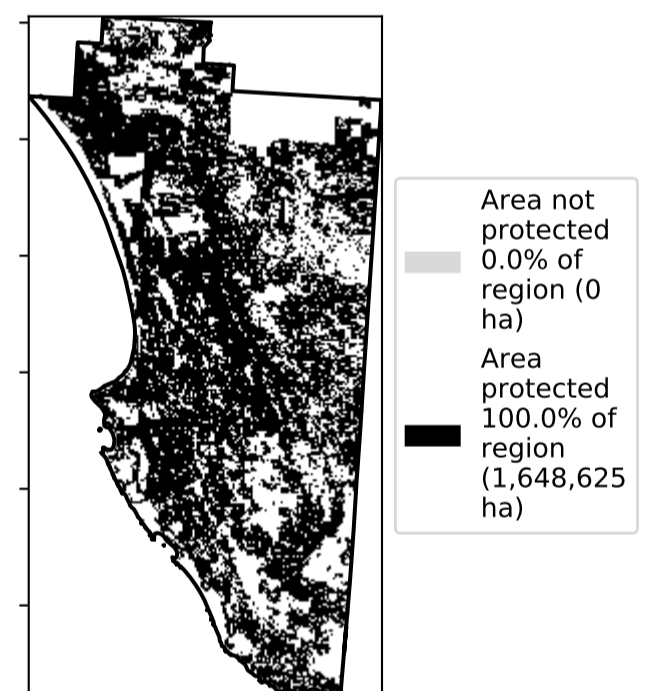 Area not
protected
0.0% of
region (0
ha)
Area
protected
100.0% of
region
(1,648,625
ha)